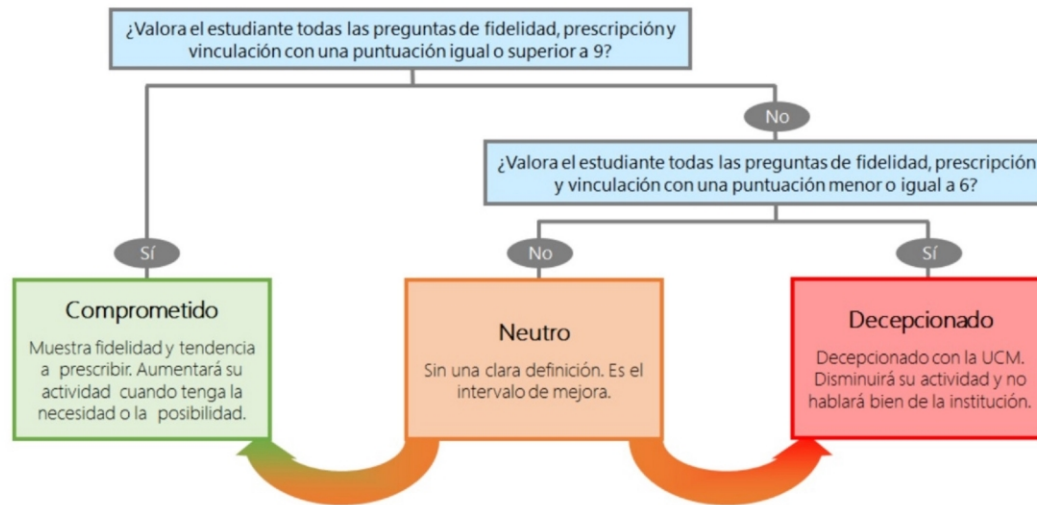 ¿Valora el estudiante todas las preguntas de fidelidad, prescripción y
vinculación con una puntuación igual o superior a 9?
No
¿Valora el estudiante todas las preguntas de fidelidad, prescripción
y vinculación con una puntuación menor o igual a 6?
Sí
No
Sí
Comprometido
Muestra fidelidad y tendencia
a prescribir. Aumentará su
actividad cuando tenga la
necesidad o la posibilidad.
Neutro
Sin una clara definición. Es el
intervalo de mejora.
Decepcionado
Decepcionado con la UCM.
Disminuirá su actividad y no
hablará bien de la institución.